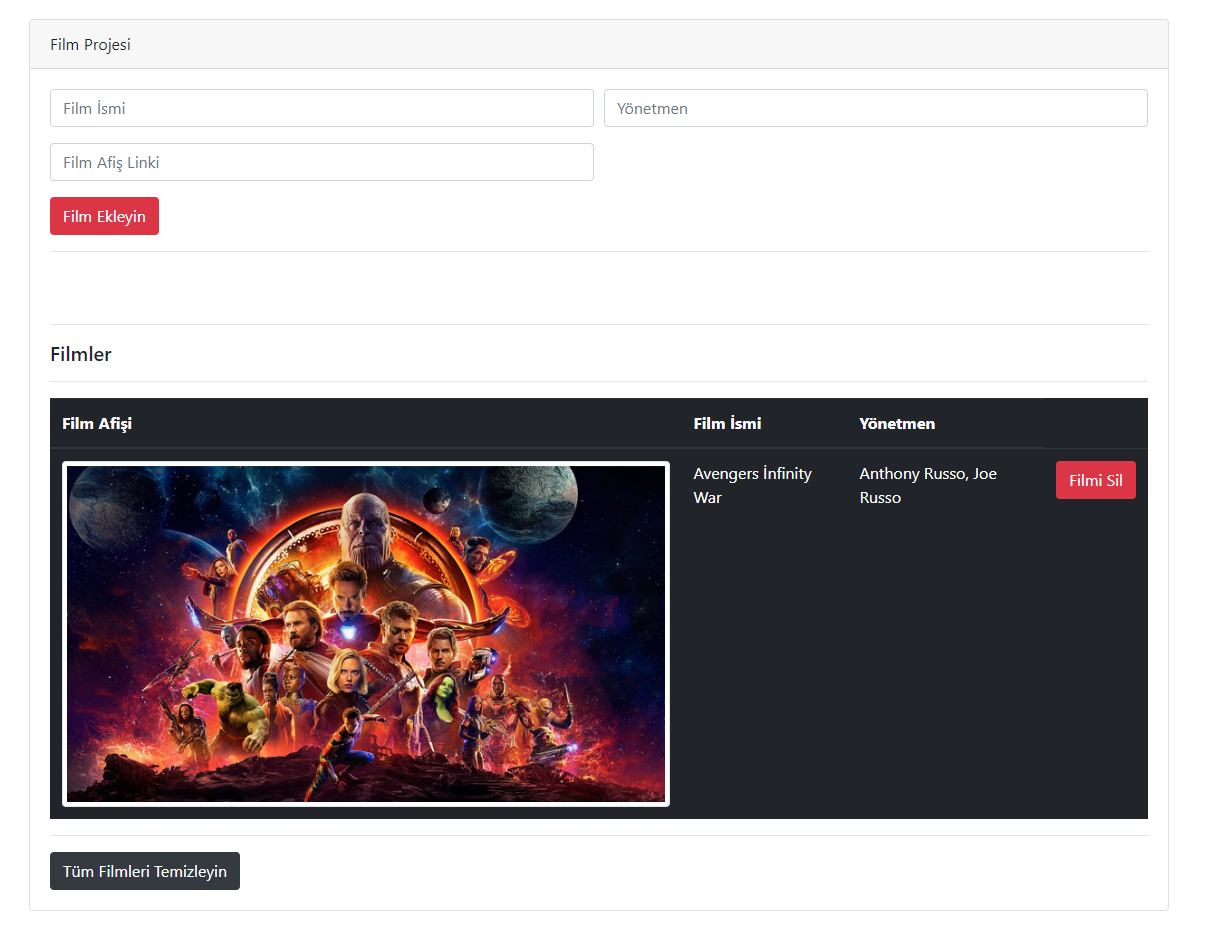 Film Projesi
Film İsmi
Yönetmen
Film Afiş Linki
Film Ekleyin
Filmler
Film Afişi
Film İsmi
Yönetmen
Avengers İnfinity
War
Anthony Russo, Joe
Russo
Filmi Sil
Tüm Filmleri Temizleyin